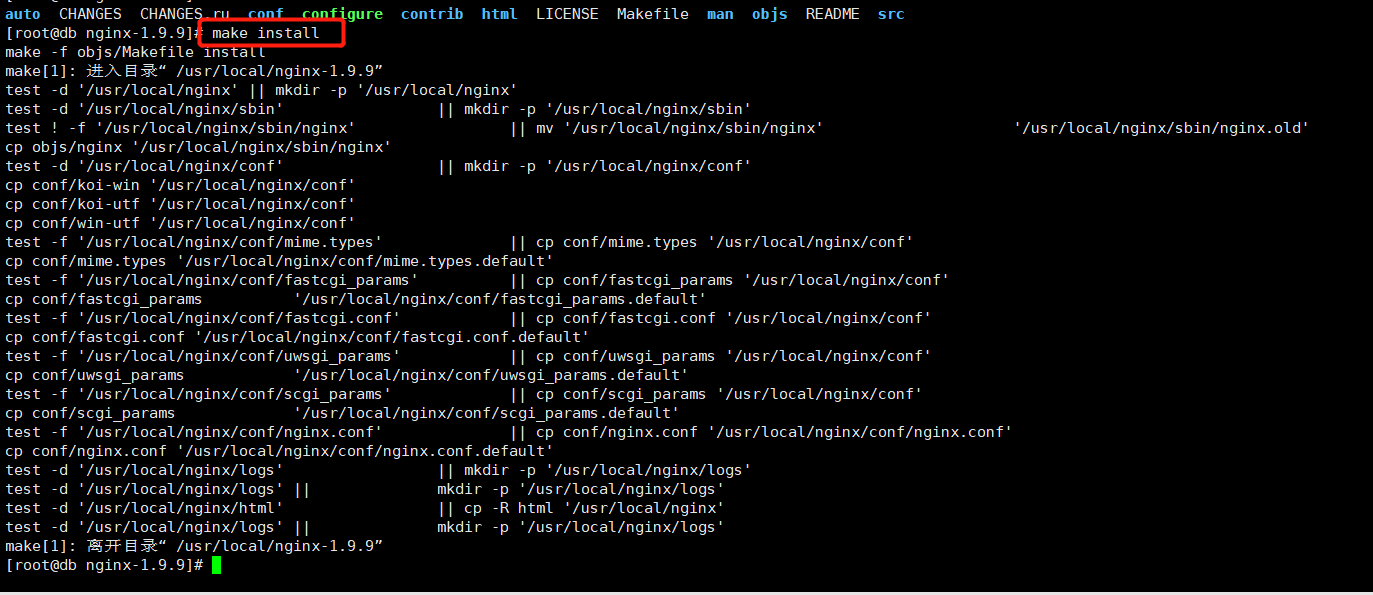 auto  CHANGES  CHANGES.ru  conf  configure  contrib  html  LICENSE  Makefile  man  objs  README  src
[root@db nginx-1.9.9]# make install
make -f objs/Makefile install
make[1]: 进入目录“ /usr/local/nginx-1.9.9”
test -d '/usr/local/nginx' || mkdir -p '/usr/local/nginx'
test -d '/usr/local/nginx/sbin'                 || mkdir -p '/usr/local/nginx/sbin'
test ! -f '/usr/local/nginx/sbin/nginx'                 || mv '/usr/local/nginx/sbin/nginx'                     '/usr/local/nginx/sbin/nginx.old'
cp objs/nginx '/usr/local/nginx/sbin/nginx'
test -d '/usr/local/nginx/conf'                 || mkdir -p '/usr/local/nginx/conf'
cp conf/koi-win '/usr/local/nginx/conf'
cp conf/koi-utf '/usr/local/nginx/conf'
cp conf/win-utf '/usr/local/nginx/conf'
test -f '/usr/local/nginx/conf/mime.types'              || cp conf/mime.types '/usr/local/nginx/conf'
cp conf/mime.types '/usr/local/nginx/conf/mime.types.default'
test -f '/usr/local/nginx/conf/fastcgi_params'          || cp conf/fastcgi_params '/usr/local/nginx/conf'
cp conf/fastcgi_params          '/usr/local/nginx/conf/fastcgi_params.default'
test -f '/usr/local/nginx/conf/fastcgi.conf'            || cp conf/fastcgi.conf '/usr/local/nginx/conf'
cp conf/fastcgi.conf '/usr/local/nginx/conf/fastcgi.conf.default'
test -f '/usr/local/nginx/conf/uwsgi_params'            || cp conf/uwsgi_params '/usr/local/nginx/conf'
cp conf/uwsgi_params            '/usr/local/nginx/conf/uwsgi_params.default'
test -f '/usr/local/nginx/conf/scgi_params'             || cp conf/scgi_params '/usr/local/nginx/conf'
cp conf/scgi_params             '/usr/local/nginx/conf/scgi_params.default'
test -f '/usr/local/nginx/conf/nginx.conf'              || cp conf/nginx.conf '/usr/local/nginx/conf/nginx.conf'
cp conf/nginx.conf '/usr/local/nginx/conf/nginx.conf.default'
test -d '/usr/local/nginx/logs'                 || mkdir -p '/usr/local/nginx/logs'
test -d '/usr/local/nginx/logs' ||              mkdir -p '/usr/local/nginx/logs'
test -d '/usr/local/nginx/html'                 || cp -R html '/usr/local/nginx'
test -d '/usr/local/nginx/logs' ||              mkdir -p '/usr/local/nginx/logs'
make[1]: 离开目录“ /usr/local/nginx-1.9.9”
[root@db nginx-1.9.9]#